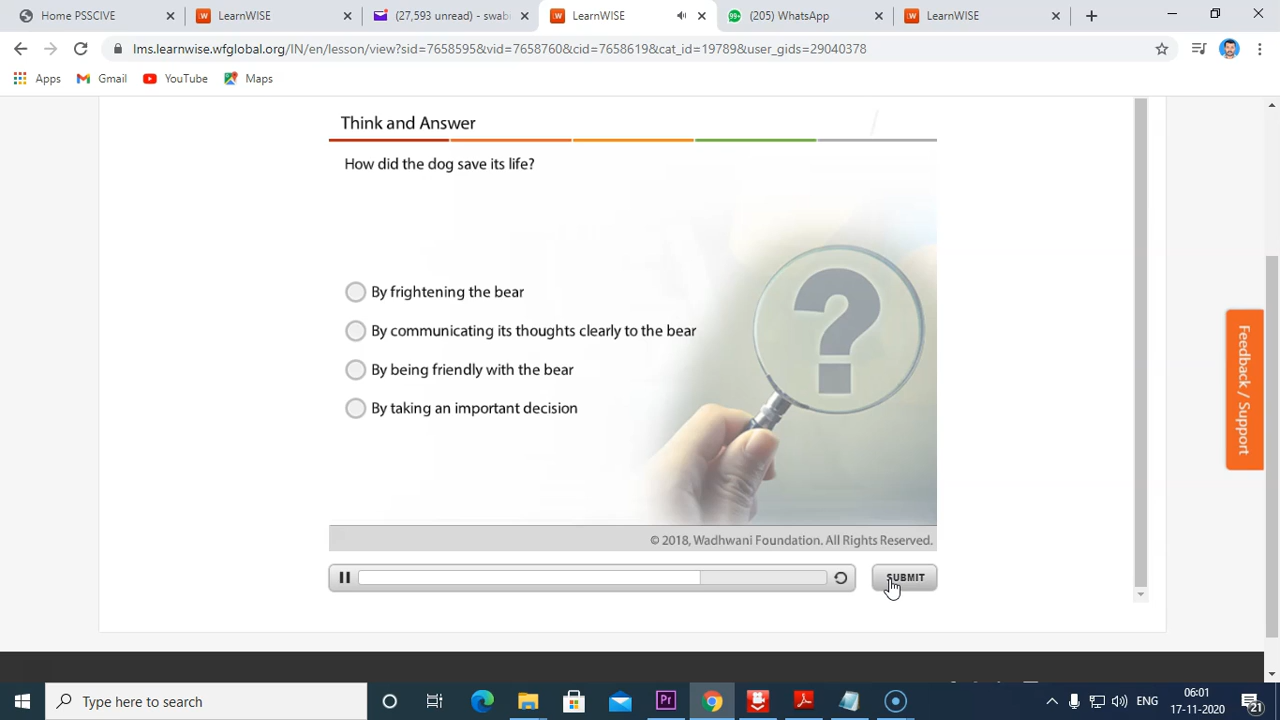 Home PSSCIVE
LearnWISE
(27,593 unread) - swab
LearnWISE
(205) WhatsApp
LearnWISE
lms.learnwise.wfglobal.org/IN/en/lesson/view?sid=7658595&vid=7658760&cid=7658619&cat_id=19789&user_gids=29040378
Apps
Gmail
YouTube
Maps
Think and Answer
How did the dog save its life?
By frightening the bear
By communicating its thoughts clearly to the bear
By being friendly with the bear
By taking an important decision
?
Feedback / Support
© 2018, Wadhwani Foundation. All Rights Reserved.
SUBMIT
Type here to search
ENG
06:01
17-11-2020
21